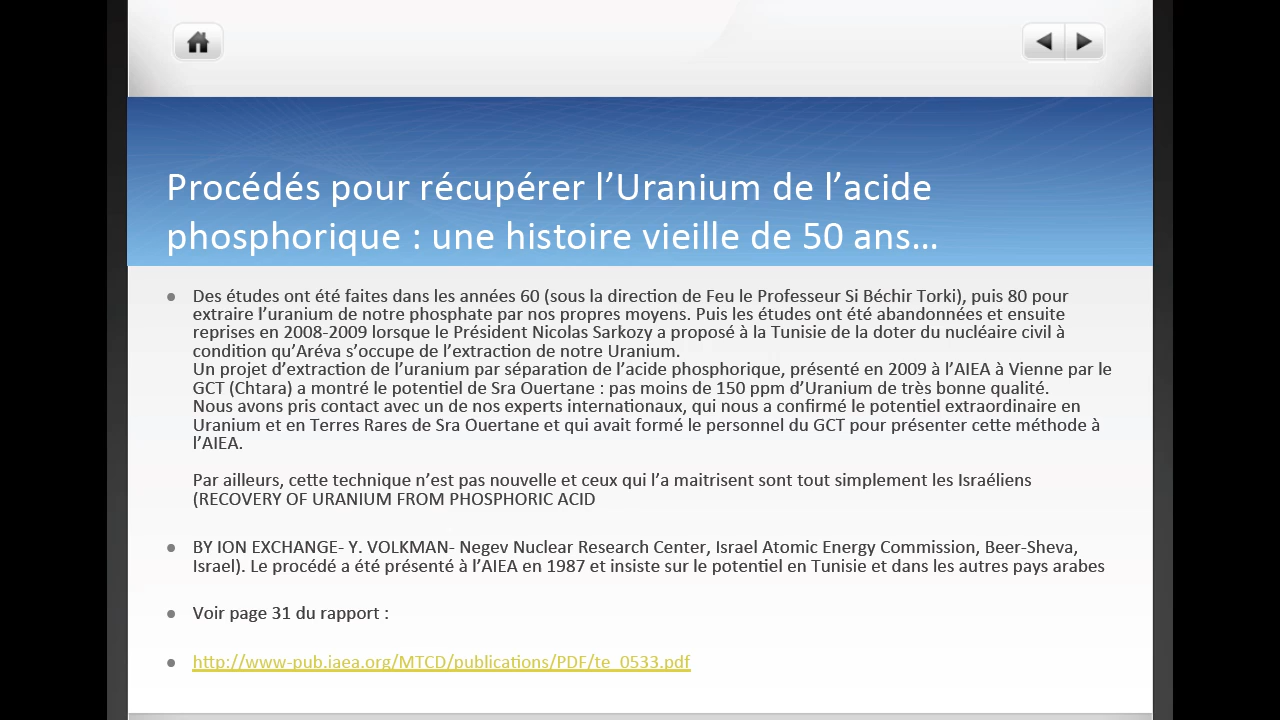 Procédés pour récupérer l’Uranium de l’acide
phosphorique : une histoire vieille de 50 ans…
Des études ont été faites dans les années 60 (sous la direction de Feu le Professeur Si Béchir Torki), puis 80 pour
extraire l’uranium de notre phosphate par nos propres moyens. Puis les études ont été abandonnées et ensuite
reprises en 2008-2009 lorsque le Président Nicolas Sarkozy a proposé à la Tunisie de la doter du nucléaire civil à
condition qu’Aréva s’occupe de l’extraction de notre Uranium.
Un projet d’extraction de l’uranium par séparation de l’acide phosphorique, présenté en 2009 à l’AIEA à Vienne par le
GCT (Chtara) a montré le potentiel de Sra Ouertane : pas moins de 150 ppm d’Uranium de très bonne qualité.
Nous avons pris contact avec un de nos experts internationaux, qui nous a confirmé le potentiel extraordinaire en
Uranium et en Terres Rares de Sra Ouertane et qui avait formé le personnel du GCT pour présenter cette méthode à
l’AIEA.
Par ailleurs, cette technique n’est pas nouvelle et ceux qui l’a maitrisent sont tout simplement les Israéliens
(RECOVERY OF URANIUM FROM PHOSPHORIC ACID
BY ION EXCHANGE- Y. VOLKMAN- Negev Nuclear Research Center, Israel Atomic Energy Commission, Beer-Sheva,
Israel). Le procédé a été présenté à l’AIEA en 1987 et insiste sur le potentiel en Tunisie et dans les autres pays arabes
Voir page 31 du rapport :
http://www-pub.iaea.org/MTCD/publications/PDF/te_0533.pdf